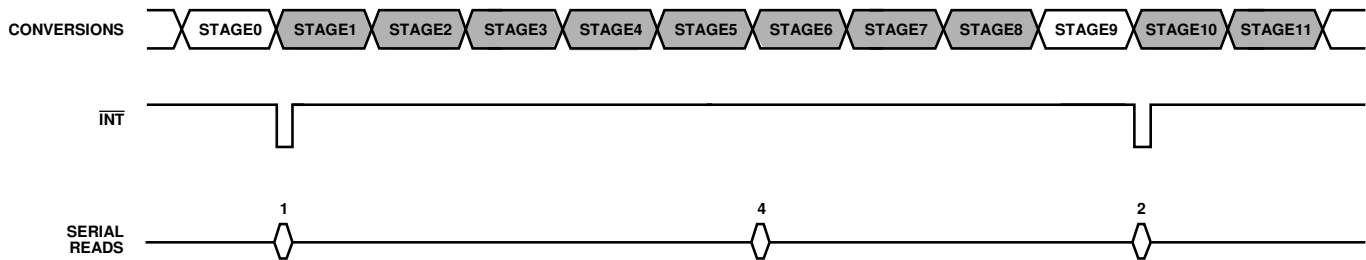 CONVERSIONS STAGE0 STAGE1 STAGE2 STAGE3 STAGE4 STAGE5 STAGE6 STAGE7 STAGE8 STAGE9 STAGE10 STAGE11
INT
1 4 2
SERIAL
READS